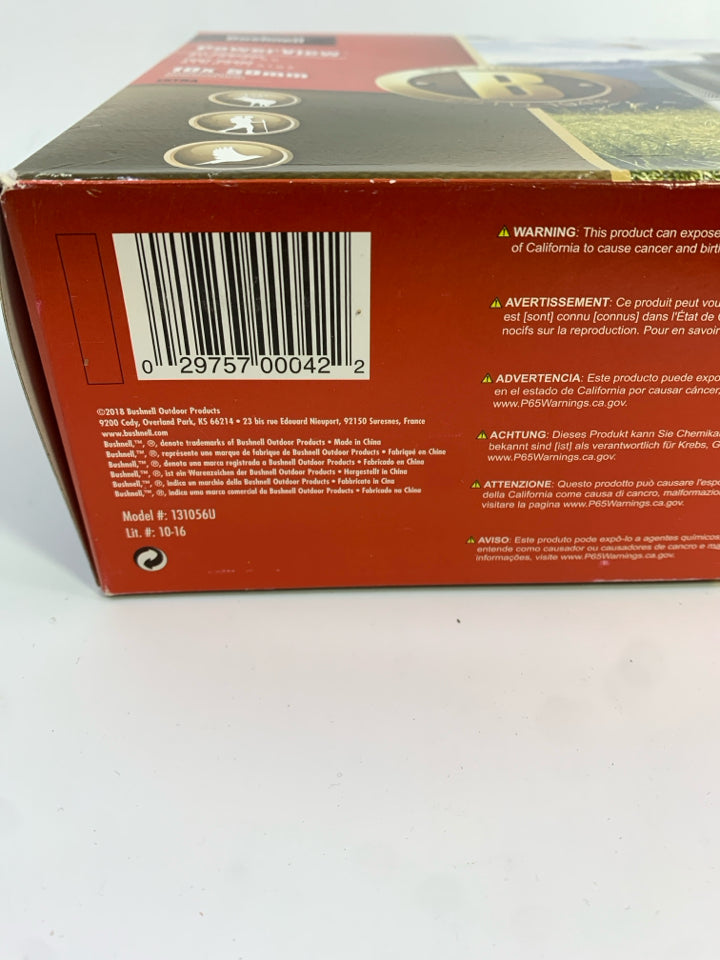 Bushnell
PowerView
10x 50mm
B
0 29757 00042 2
©2018 Bushnell Outdoor Products
9200 Cody, Overland Park, KS 66214 • 23 bis rue Edouard Nieuport, 92150 Suresnes, France
www.bushnell.com
Bushnell,™, ®, denote trademarks of Bushnell Outdoor Products • Made in China
Bushnell,™, ®, représente une marque de fabrique de Bushnell Outdoor Products • Fabriqué en Chine
Bushnell,™, ®, denota una marca registrada a Bushnell Outdoor Products • Fabricado en China
Bushnell,™, ®, ist ein Warenzeichen der Bushnell Outdoor Products • Hergestellt in China
Bushnell,™, ®, indica un marchio della Bushnell Outdoor Products • Fabbricato in Cina
Bushnell,™, ®, indica uma marca comercial da Bushnell Outdoor Products • Fabricado na China
Model #: 131056U
Lit. #: 10-16
WARNING: This product can expose
of California to cause cancer and birt
AVERTISSEMENT: Ce produit peut vou
est [sont] connu [connus] dans l'État de
nocifs sur la reproduction. Pour en savoir
ADVERTENCIA: Este producto puede expo
en el estado de California por causar cáncer,
www.P65Warnings.ca.gov.
ACHTUNG: Dieses Produkt kann Sie Chemika
bekannt sind [ist] als verantwortlich für Krebs, G
www.P65Warnings.ca.gov.
ATTENZIONE: Questo prodotto può causare l'espo
della California come causa di cancro, malformazio
visitare la pagina www.P65Warnings.ca.gov.
AVISO: Este produto pode expô-lo a agentes químicos
entende como causador ou causadores de cancro e ma
informações, visite www.P65Warnings.ca.gov.